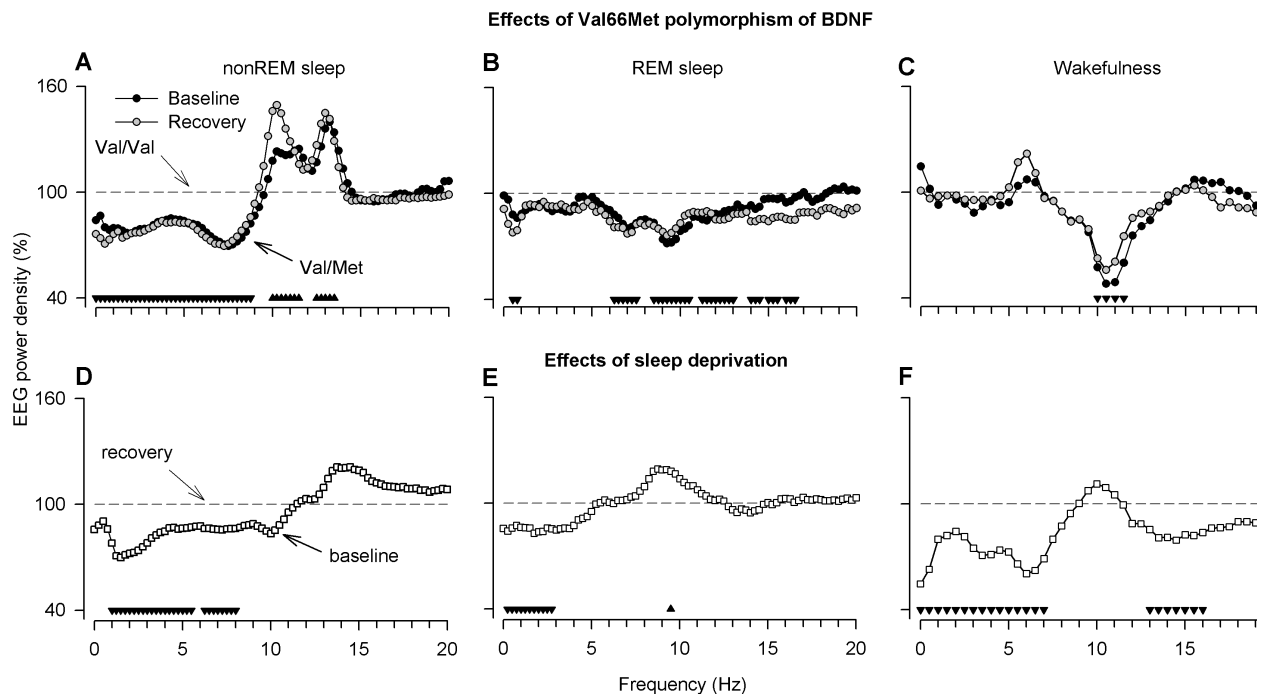 Effects of Val66Met polymorphism of BDNF
A nonREM sleep
B REM sleep
C Wakefulness
160
Baseline
Recovery
Val/Val
100
Val/Met
40
EEG power density (%)
Effects of sleep deprivation
D
E
F
160
recovery
100
baseline
40
0 5 10 15 20
0 5 10 15 20
0 5 10 15
Frequency (Hz)